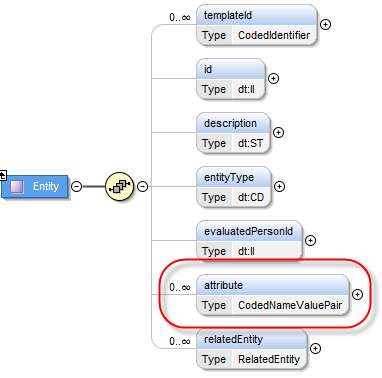 0..∞
templateId
Type CodedIdentifier
id
Type dt:II
description
Type dt:ST
entityType
Type dt:CD
Entity
evaluatedPersonId
Type dt:II
0..∞
attribute
Type CodedNameValuePair
0..∞
relatedEntity
Type RelatedEntity